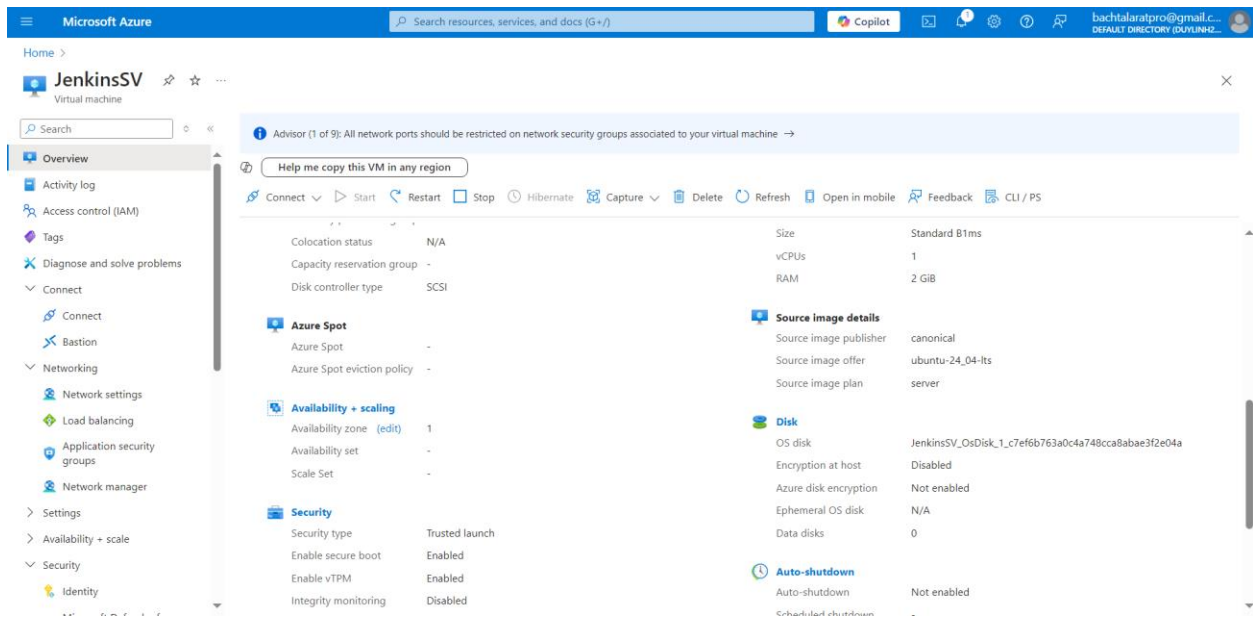 Microsoft Azure
Search resources, services, and docs (G+/)
Copilot
1
bachtalaratpro@gmail.c...
DEFAULT DIRECTORY (DUYLINH2...
Home >
JenkinsSV
Virtual machine
Search
Advisor (1 of 9): All network ports should be restricted on network security groups associated to your virtual machine →
Help me copy this VM in any region
Connect
Start
Restart
Stop
Hibernate
Capture
Delete
Refresh
Open in mobile
Feedback
CLI / PS
Overview
Activity log
Access control (IAM)
Tags
Diagnose and solve problems
Connect
Connect
Bastion
Networking
Network settings
Load balancing
Application security
groups
Network manager
Settings
Availability + scale
Security
Identity
Colocation status N/A
Capacity reservation group -
Disk controller type SCSI
Azure Spot
Azure Spot -
Azure Spot eviction policy -
Availability + scaling
Availability zone (edit) 1
Availability set -
Scale Set -
Security
Security type Trusted launch
Enable secure boot Enabled
Enable vTPM Enabled
Integrity monitoring Disabled
Size Standard B1ms
vCPUs 1
RAM 2 GiB
Source image details
Source image publisher canonical
Source image offer ubuntu-24_04-lts
Source image plan server
Disk
OS disk JenkinsSV_OsDisk_1_c7ef6b763a0c4a748cca8abae3f2e04a
Encryption at host Disabled
Azure disk encryption Not enabled
Ephemeral OS disk N/A
Data disks 0
Auto-shutdown
Auto-shutdown Not enabled
Scheduled shutdown -